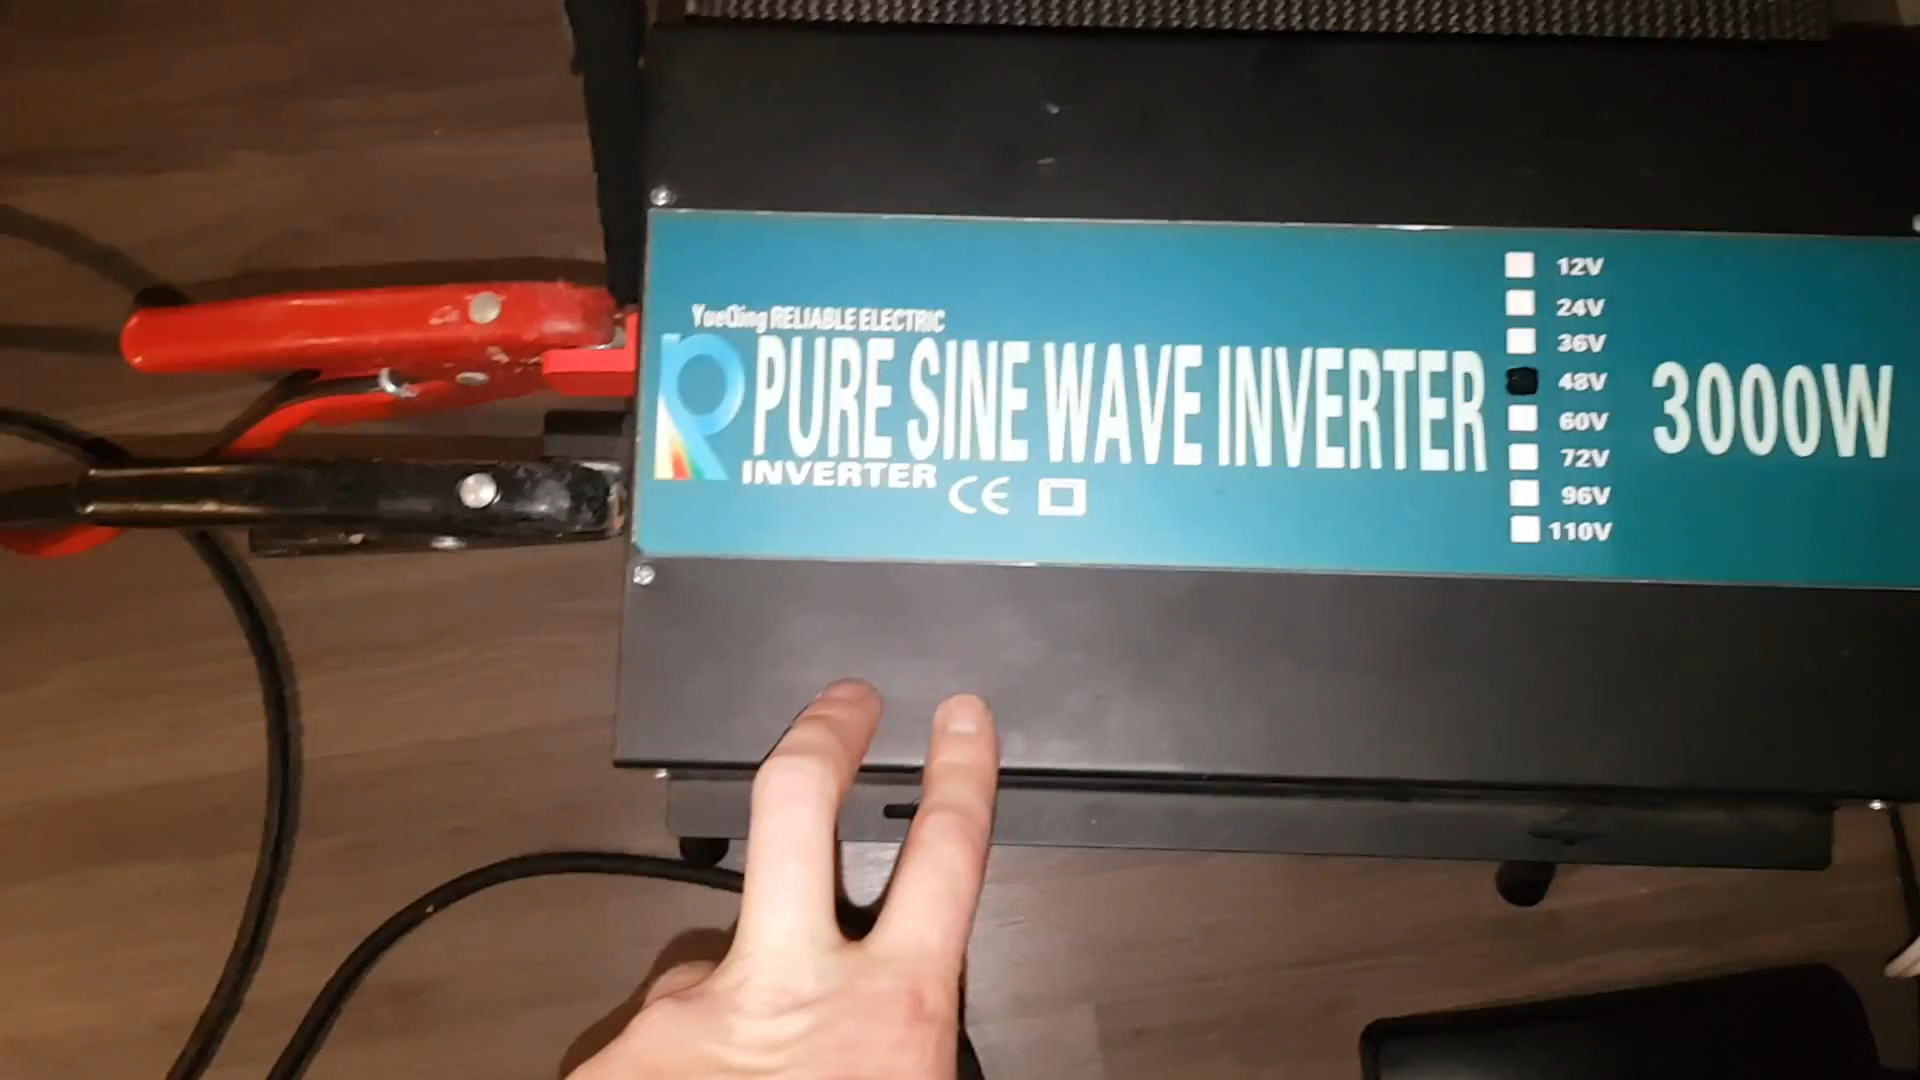 YueQing RELIABLE ELECTRIC
R PURE SINE WAVE INVERTER
INVERTER CE
12V
24V
36V
48V
60V
72V
96V
110V
3000W